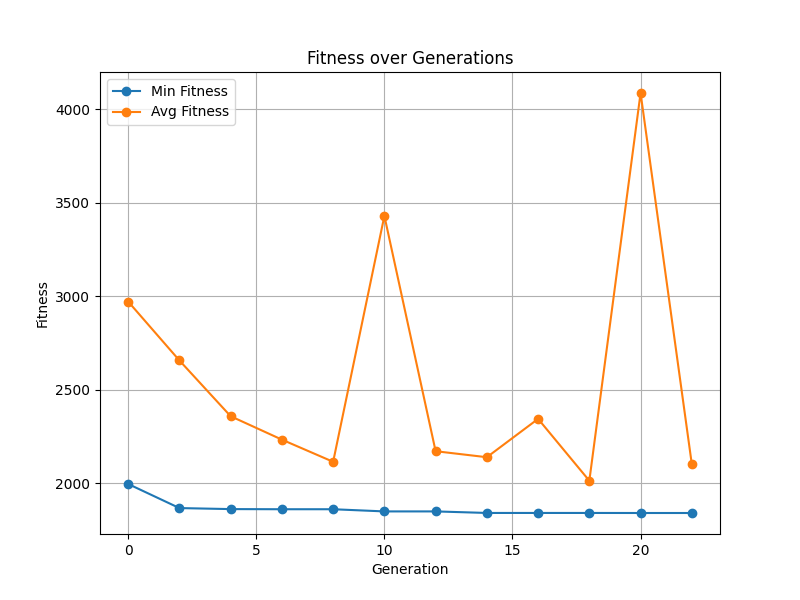 Fitness over Generations
Min Fitness
Avg Fitness
4000
3500
3000
2500
2000
Fitness
0 5 10 15 20
Generation